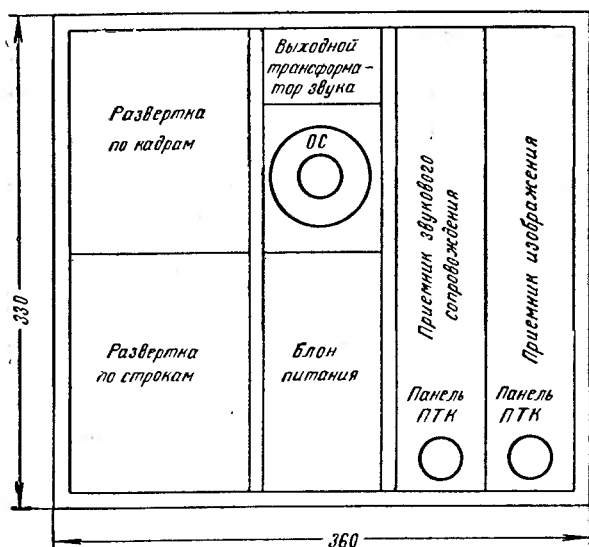 Выходной
трансформа-
тор звука
Развертка
по кадрам
ОС
Приемник звукового
сопровождения
Приемник изображения
Развертка
по строкам
Блок
питания
Панель
ПТК
Панель
ПТК
330
360